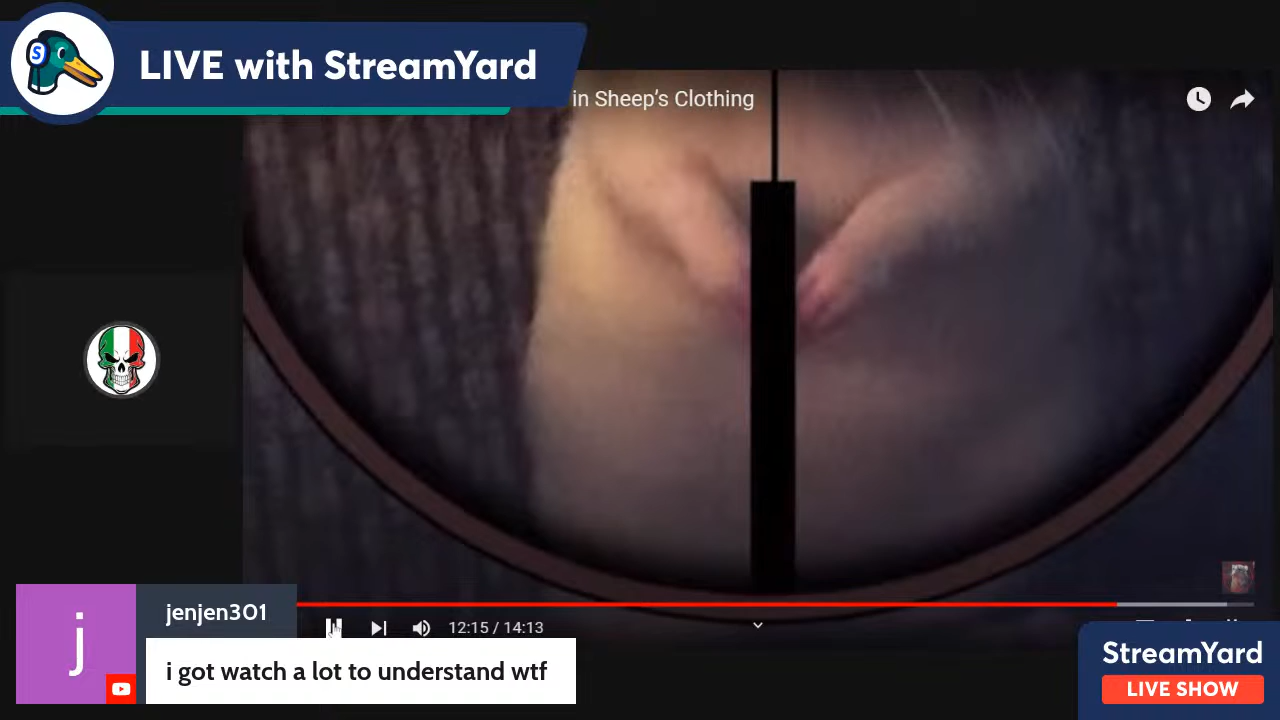 S
LIVE with StreamYard
in Sheep’s Clothing
12:15 / 14:13
j
jenjen301
i got watch a lot to understand wtf
StreamYard
LIVE SHOW